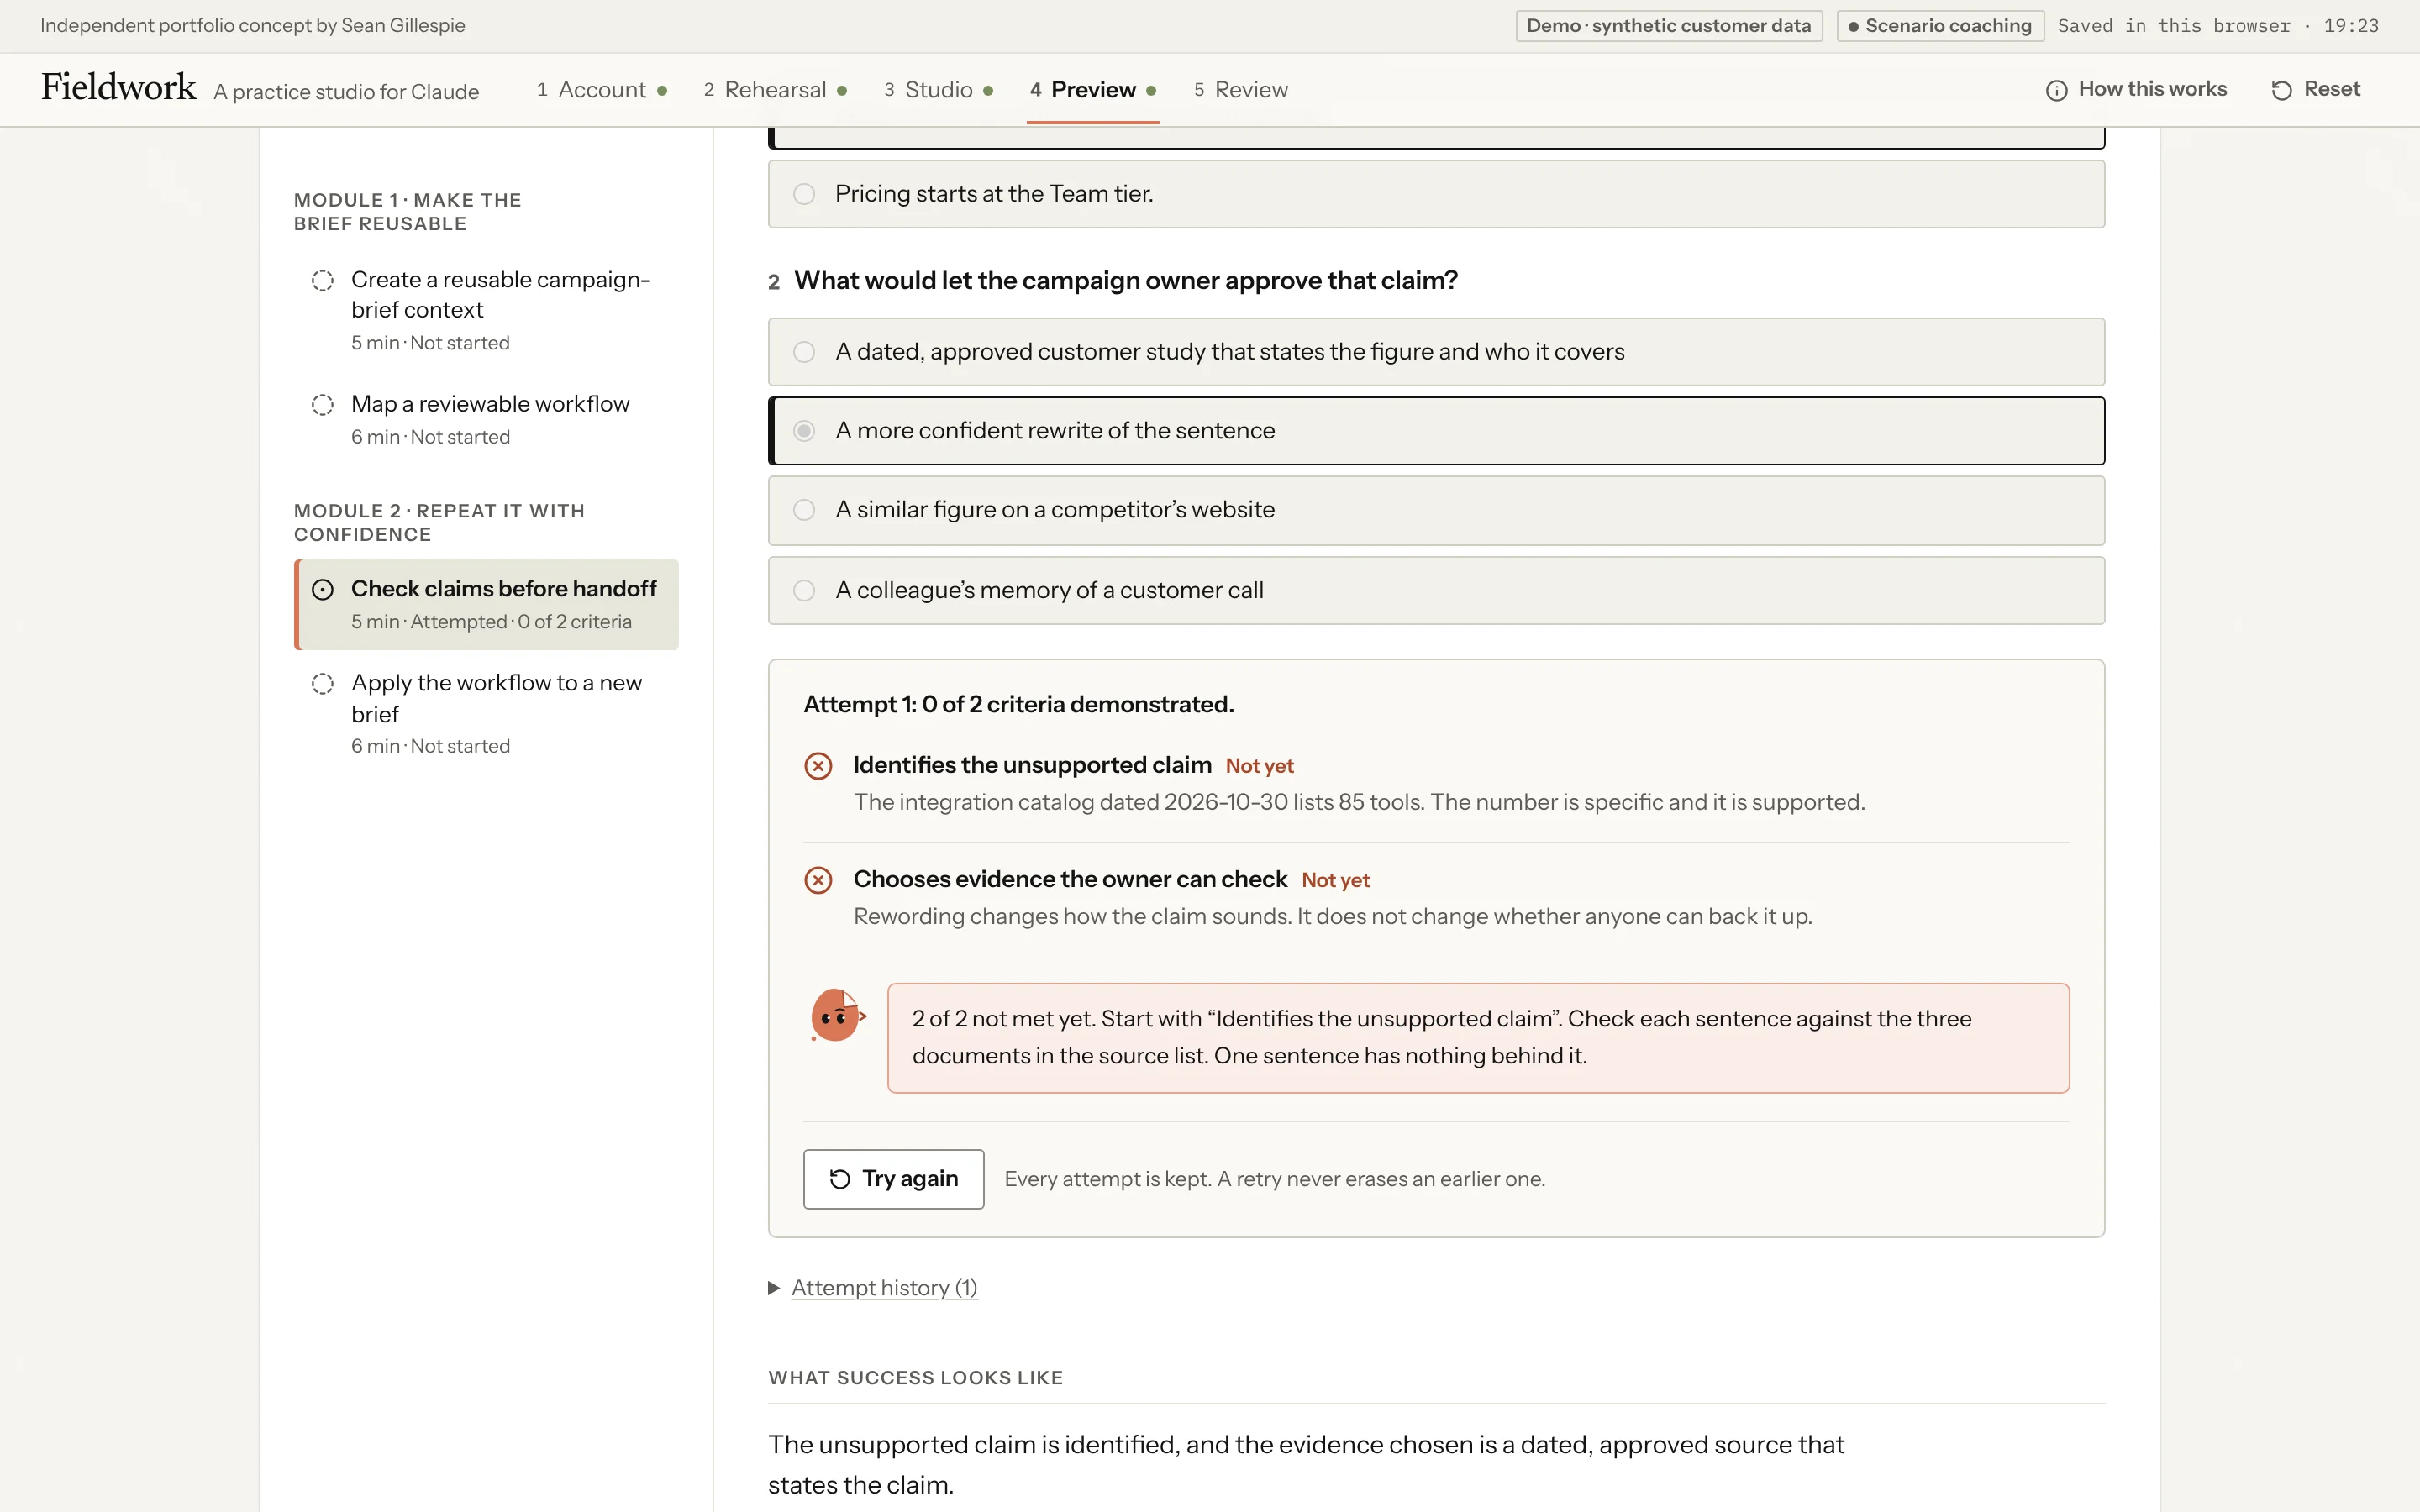 Independent portfolio concept by Sean Gillespie
Demo · synthetic customer data
Scenario coaching
Saved in this browser · 19:23
Fieldwork
A practice studio for Claude
1 Account
2 Rehearsal
3 Studio
4 Preview
5 Review
How this works
Reset
MODULE 1 · MAKE THE
BRIEF REUSABLE
Create a reusable campaign-
brief context
5 min · Not started
Map a reviewable workflow
6 min · Not started
MODULE 2 · REPEAT IT WITH
CONFIDENCE
Check claims before handoff
5 min · Attempted · 0 of 2 criteria
Apply the workflow to a new
brief
6 min · Not started
Pricing starts at the Team tier.
2 What would let the campaign owner approve that claim?
A dated, approved customer study that states the figure and who it covers
A more confident rewrite of the sentence
A similar figure on a competitor’s website
A colleague’s memory of a customer call
Attempt 1: 0 of 2 criteria demonstrated.
Identifies the unsupported claim Not yet
The integration catalog dated 2026-10-30 lists 85 tools. The number is specific and it is supported.
Chooses evidence the owner can check Not yet
Rewording changes how the claim sounds. It does not change whether anyone can back it up.
2 of 2 not met yet. Start with “Identifies the unsupported claim”. Check each sentence against the three
documents in the source list. One sentence has nothing behind it.
Try again
Every attempt is kept. A retry never erases an earlier one.
Attempt history (1)
WHAT SUCCESS LOOKS LIKE
The unsupported claim is identified, and the evidence chosen is a dated, approved source that
states the claim.